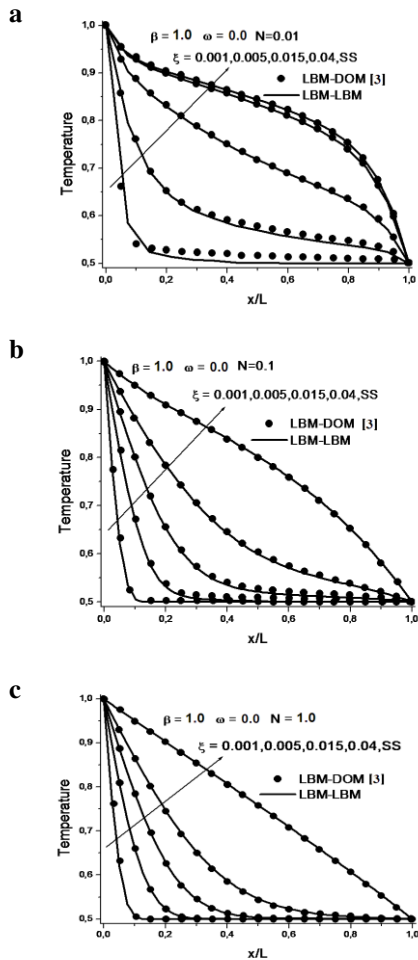 a
β = 1.0 ω = 0.0 N=0.01
ξ = 0.001,0.005,0.015,0.04,SS
LBM-DOM [3]
LBM-LBM
Temperature
1,0
0,9
0,8
0,7
0,6
0,5
0,0 0,2 0,4 0,6 0,8 1,0
x/L
b
β = 1.0 ω = 0.0 N=0.1
ξ = 0.001,0.005,0.015,0.04,SS
LBM-DOM [3]
LBM-LBM
Temperature
1,0
0,9
0,8
0,7
0,6
0,5
0,0 0,2 0,4 0,6 0,8 1,0
x/L
c
β = 1.0 ω = 0.0 N = 1.0
ξ = 0.001,0.005,0.015,0.04,SS
LBM-DOM [3]
LBM-LBM
Temperature
1,0
0,9
0,8
0,7
0,6
0,5
0,0 0,2 0,4 0,6 0,8 1,0
x/L